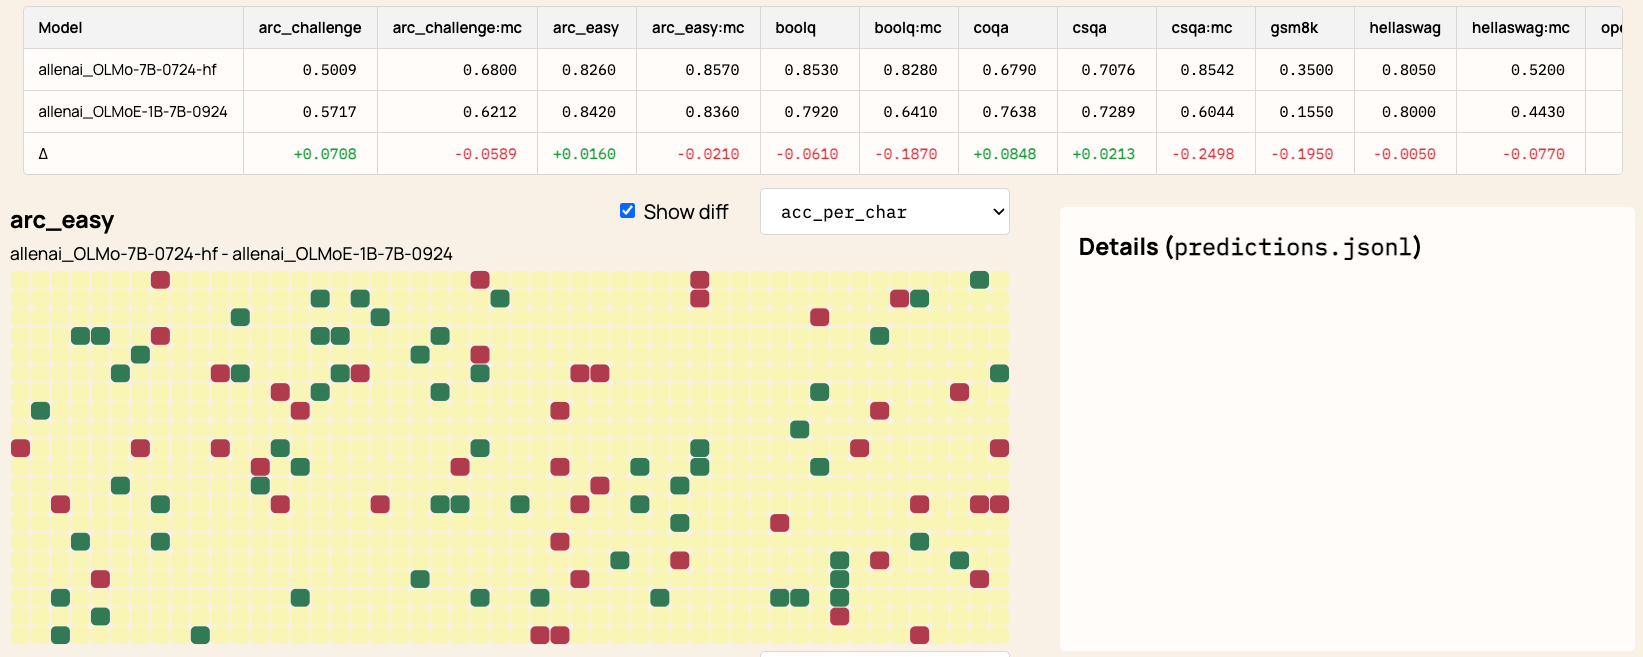 Model arc_challenge arc_challenge:mc arc_easy arc_easy:mc boolq boolq:mc coqa csqa csqa:mc gsm8k hellaswag hellaswag:mc ope
allenai_OLMo-7B-0724-hf 0.5009 0.6800 0.8260 0.8570 0.8530 0.8280 0.6790 0.7076 0.8542 0.3500 0.8050 0.5200
allenai_OLMoE-1B-7B-0924 0.5717 0.6212 0.8420 0.8360 0.7920 0.6410 0.7638 0.7289 0.6044 0.1550 0.8000 0.4430
Δ +0.0708 -0.0589 +0.0160 -0.0210 -0.0610 -0.1870 +0.0848 +0.0213 -0.2498 -0.1950 -0.0050 -0.0770
arc_easy
Show diff
acc_per_char
allenai_OLMo-7B-0724-hf - allenai_OLMoE-1B-7B-0924
Details (predictions.jsonl)